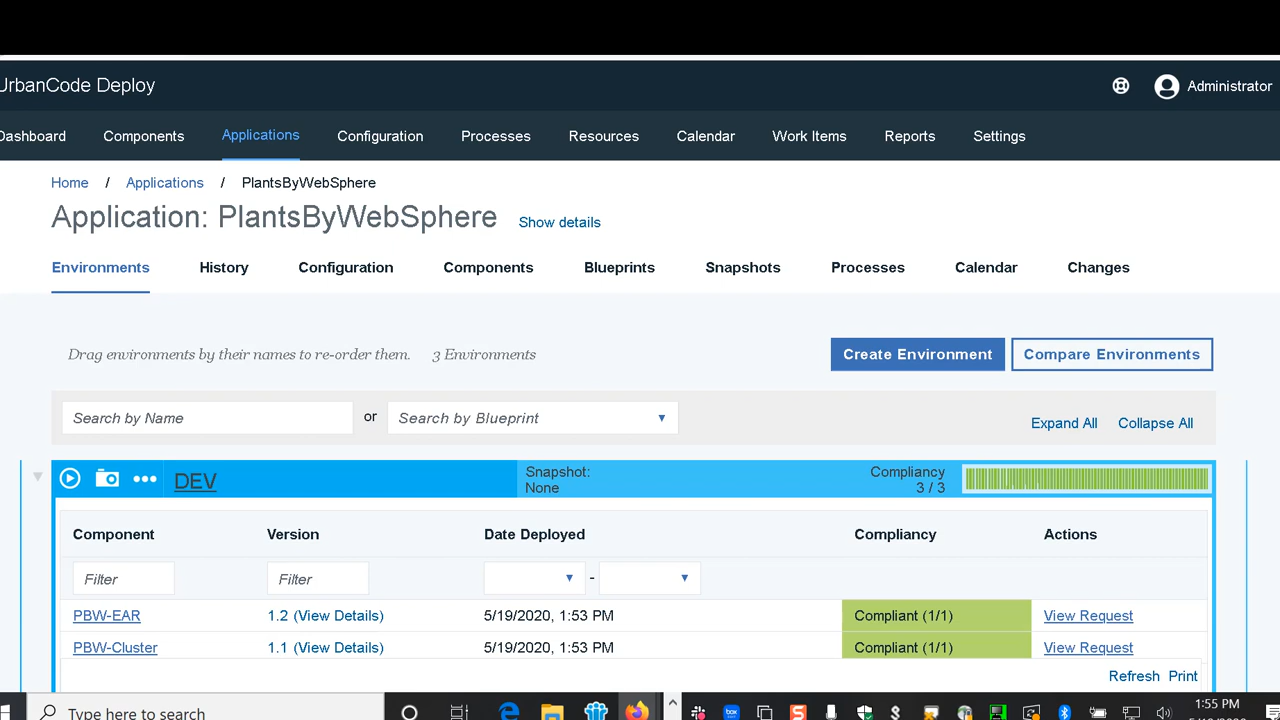 UrbanCode Deploy
Administrator
Dashboard Components Applications Configuration Processes Resources Calendar Work Items Reports Settings
Home / Applications / PlantsByWebSphere
Application: PlantsByWebSphere Show details
Environments History Configuration Components Blueprints Snapshots Processes Calendar Changes
Drag environments by their names to re-order them. 3 Environments Create Environment Compare Environments
Search by Name or Search by Blueprint Expand All Collapse All
DEV Snapshot: None Compliancy 3 / 3
Component Version Date Deployed Compliancy Actions
Filter Filter -
PBW-EAR 1.2 (View Details) 5/19/2020, 1:53 PM Compliant (1/1) View Request
PBW-Cluster 1.1 (View Details) 5/19/2020, 1:53 PM Compliant (1/1) View Request
Refresh Print
Type here to search box 1:55 PM